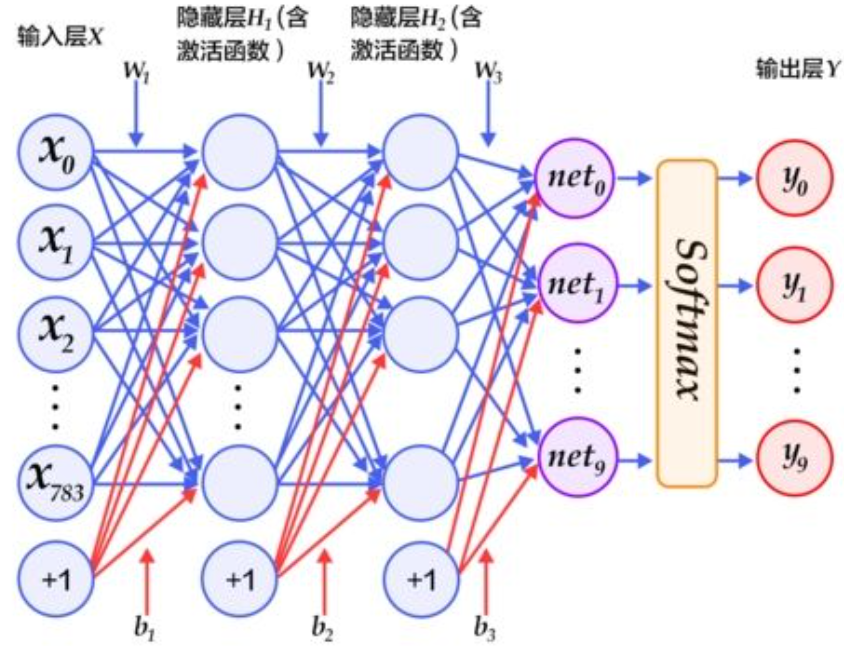 输入层X
隐藏层H₁(含
激活函数)
隐藏层H₂(含
激活函数)
输出层Y
W₁
W₂
W₃
x₀
x₁
x₂
⋮
x₇₈₃
+1
⋮
+1
+1
net₀
net₁
⋮
net₉
Softmax
y₀
y₁
⋮
y₉
b₁
b₂
b₃